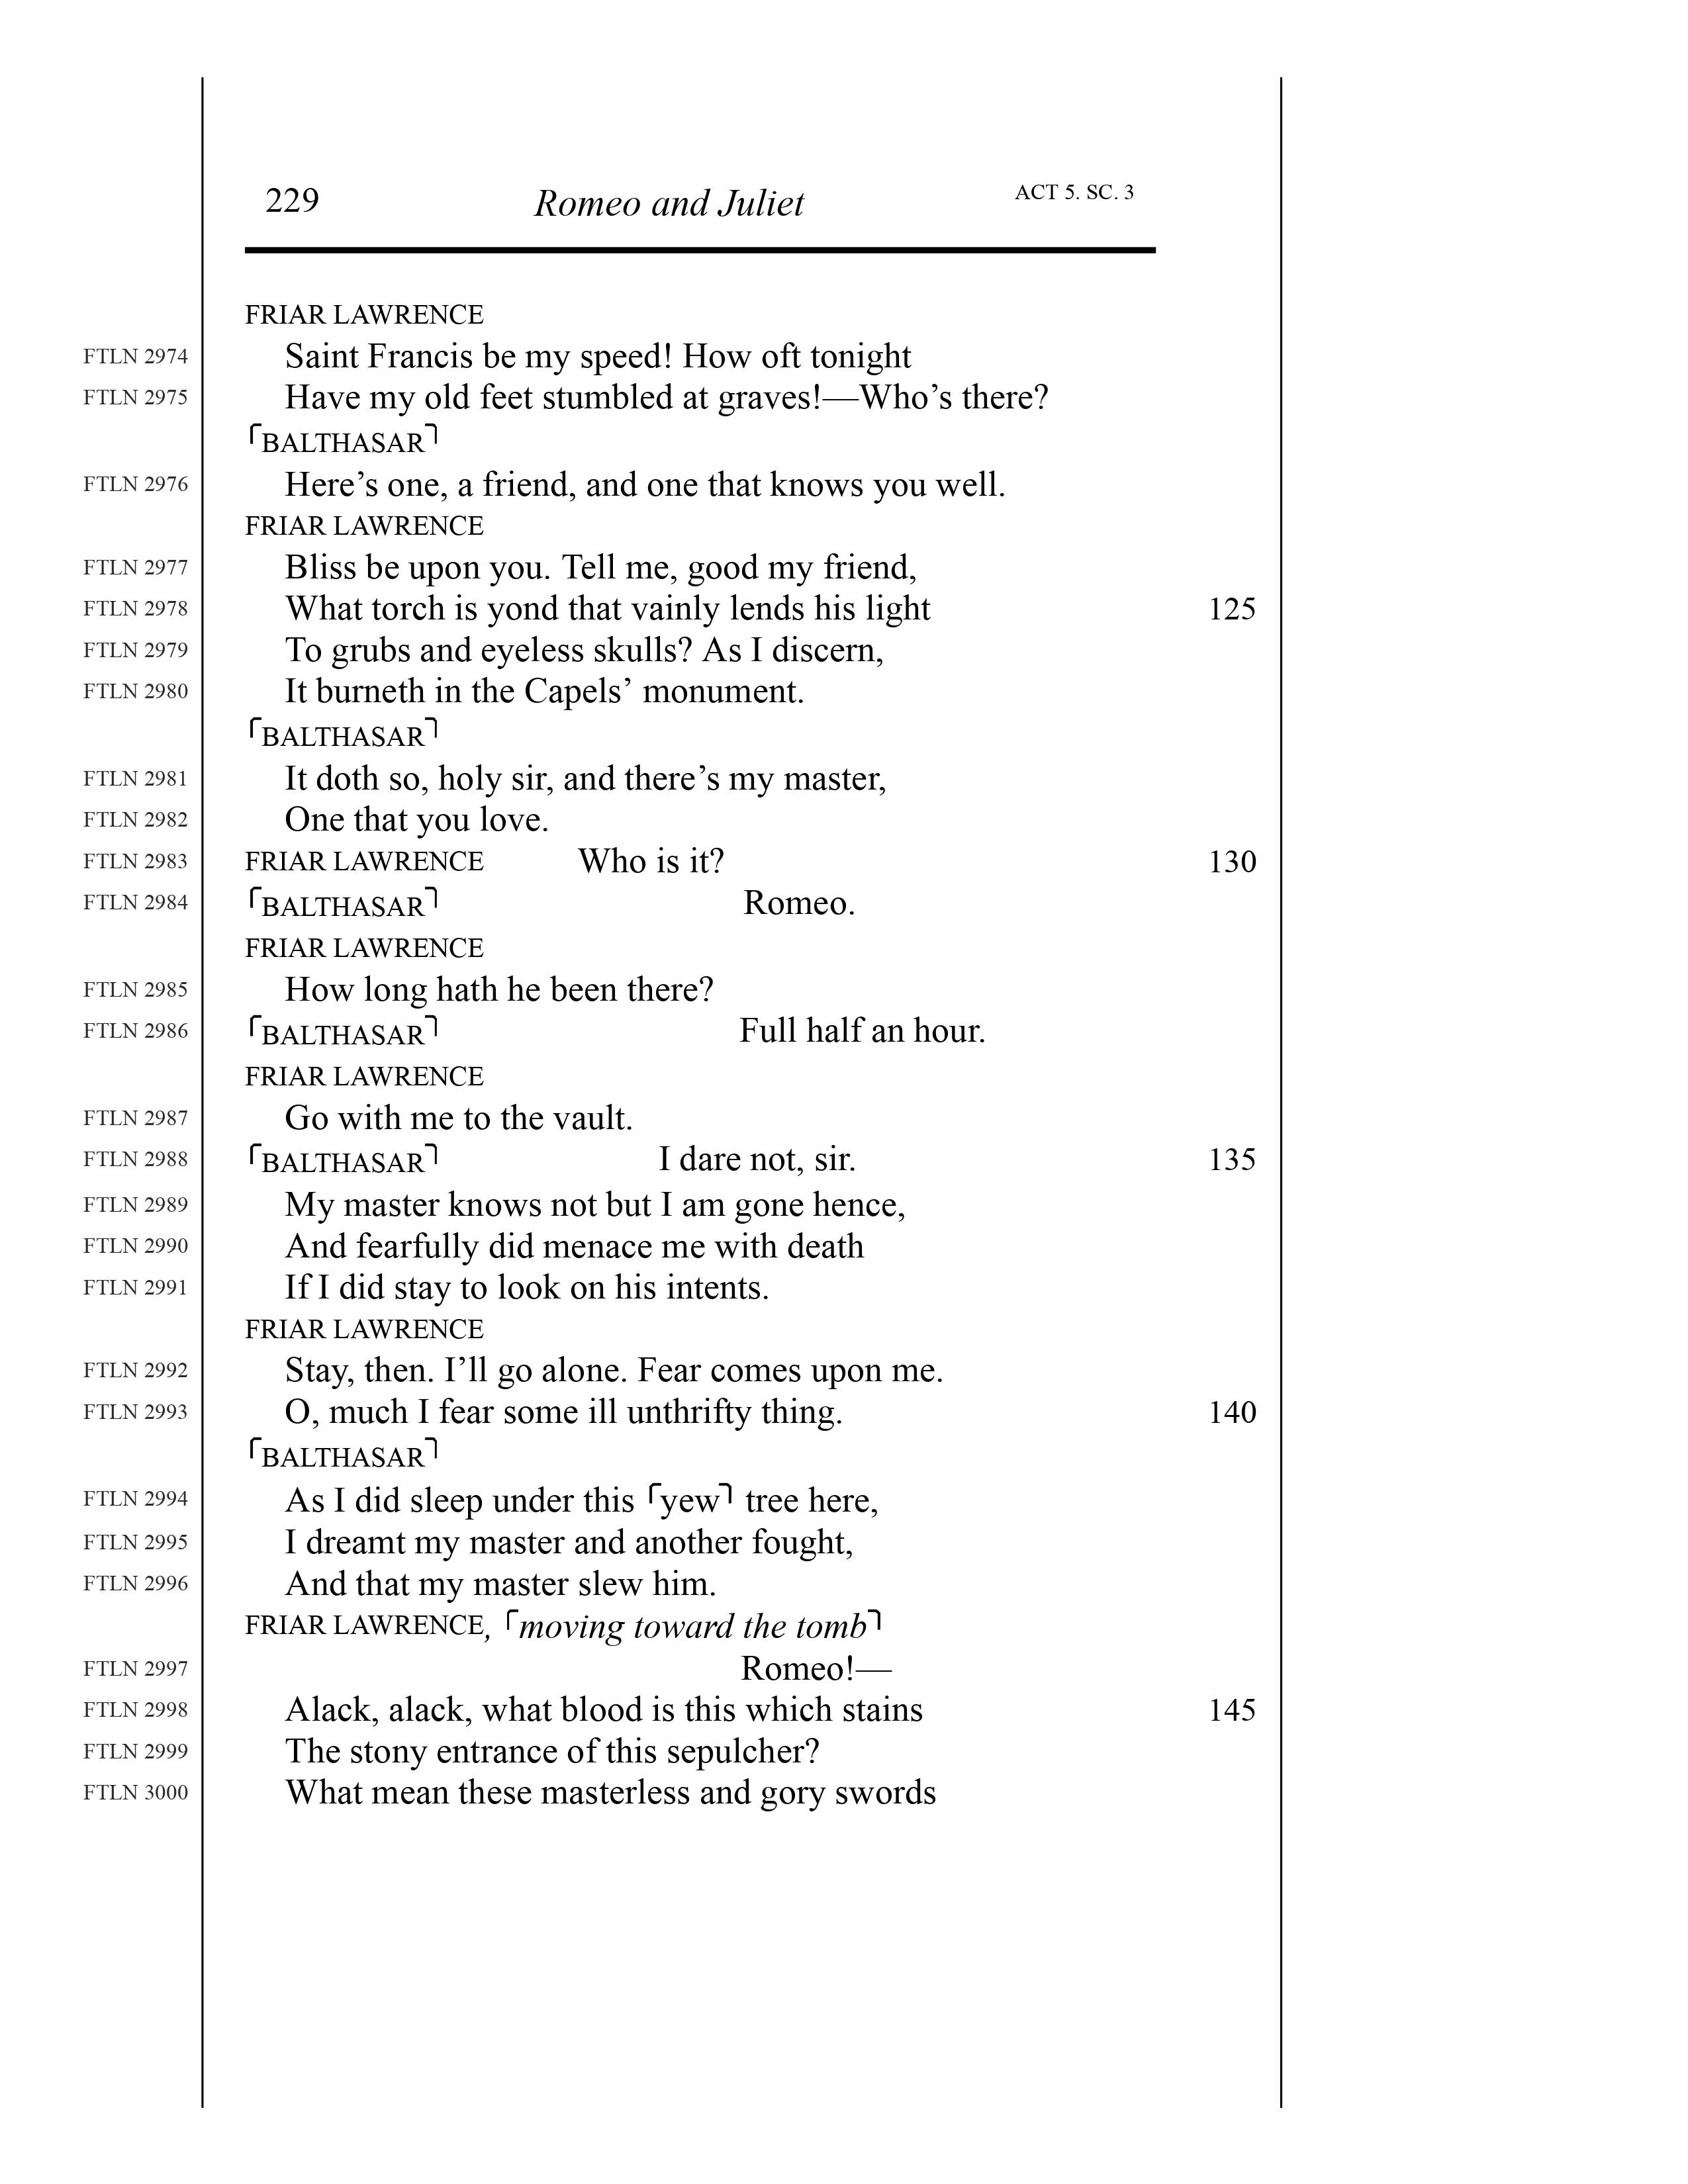 229 Romeo and Juliet ACT 5. SC. 3
FRIAR LAWRENCE
FTLN 2974 Saint Francis be my speed! How oft tonight
FTLN 2975 Have my old feet stumbled at graves!—Who’s there?
⌜BALTHASAR⌝
FTLN 2976 Here’s one, a friend, and one that knows you well.
FRIAR LAWRENCE
FTLN 2977 Bliss be upon you. Tell me, good my friend,
FTLN 2978 What torch is yond that vainly lends his light 125
FTLN 2979 To grubs and eyeless skulls? As I discern,
FTLN 2980 It burneth in the Capels’ monument.
⌜BALTHASAR⌝
FTLN 2981 It doth so, holy sir, and there’s my master,
FTLN 2982 One that you love.
FTLN 2983 FRIAR LAWRENCE Who is it? 130
FTLN 2984 ⌜BALTHASAR⌝ Romeo.
FRIAR LAWRENCE
FTLN 2985 How long hath he been there?
FTLN 2986 ⌜BALTHASAR⌝ Full half an hour.
FRIAR LAWRENCE
FTLN 2987 Go with me to the vault.
FTLN 2988 ⌜BALTHASAR⌝ I dare not, sir. 135
FTLN 2989 My master knows not but I am gone hence,
FTLN 2990 And fearfully did menace me with death
FTLN 2991 If I did stay to look on his intents.
FRIAR LAWRENCE
FTLN 2992 Stay, then. I’ll go alone. Fear comes upon me.
FTLN 2993 O, much I fear some ill unthrifty thing. 140
⌜BALTHASAR⌝
FTLN 2994 As I did sleep under this ⌜yew⌝ tree here,
FTLN 2995 I dreamt my master and another fought,
FTLN 2996 And that my master slew him.
FRIAR LAWRENCE, ⌜moving toward the tomb⌝
FTLN 2997 Romeo!—
FTLN 2998 Alack, alack, what blood is this which stains 145
FTLN 2999 The stony entrance of this sepulcher?
FTLN 3000 What mean these masterless and gory swords